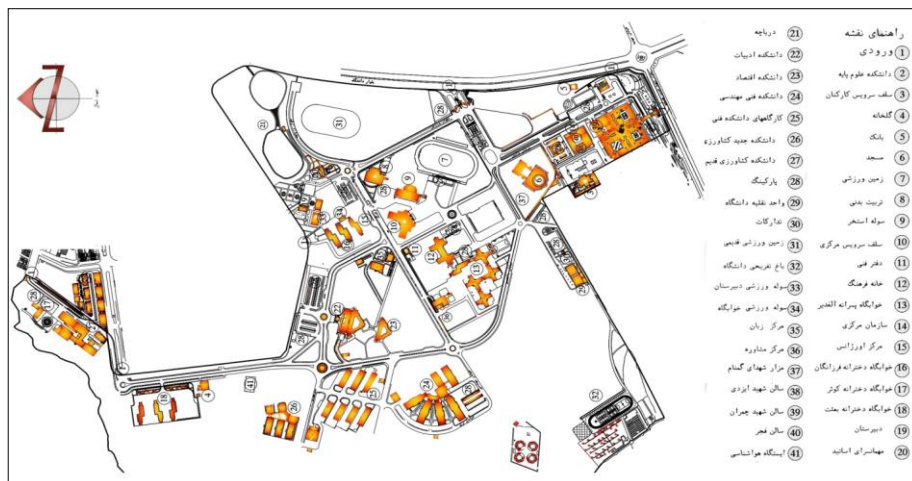 راهنمای نقشه
① ورودی
② دانشکده علوم پایه
③ سلف سرویس کارکنان
④ گلخانه
⑤ بانک
⑥ مسجد
⑦ زمین ورزشی
⑧ تربیت بدنی
⑨ سوله استخر
⑩ سلف سرویس مرکزی
⑪ دفتر فنی
⑫ خانه فرهنگ
⑬ خوابگاه پسرانه الغدیر
⑭ سازمان مرکزی
⑮ مرکز اورژانس
⑯ خوابگاه دخترانه فرزانگان
⑰ خوابگاه دخترانه کوثر
⑱ خوابگاه دخترانه بعثت
⑲ دبیرستان
⑳ مهمانسرای اساتید
㉑ دریاچه
㉒ دانشکده ادبیات
㉓ دانشکده اقتصاد
㉔ دانشکده فنی مهندسی
㉕ کارگاههای دانشکده فنی
㉖ دانشکده جدید کشاورزی
㉗ دانشکده کشاورزی قدیم
㉘ پارکینگ
㉙ واحد نقلیه دانشگاه
㉚ تدارکات
㉛ زمین ورزشی قدیمی
㉜ باغ تفریحی دانشگاه
㉝ سوله ورزشی دبیرستان
㉞ سوله ورزشی خوابگاه
㉟ مرکز زبان
㊱ مرکز مشاوره
㊲ مزار شهدای گمنام
㊳ سالن شهید ایزدی
㊴ سالن شهید چمران
㊵ سالن فجر
㊶ ایستگاه هواشناسی